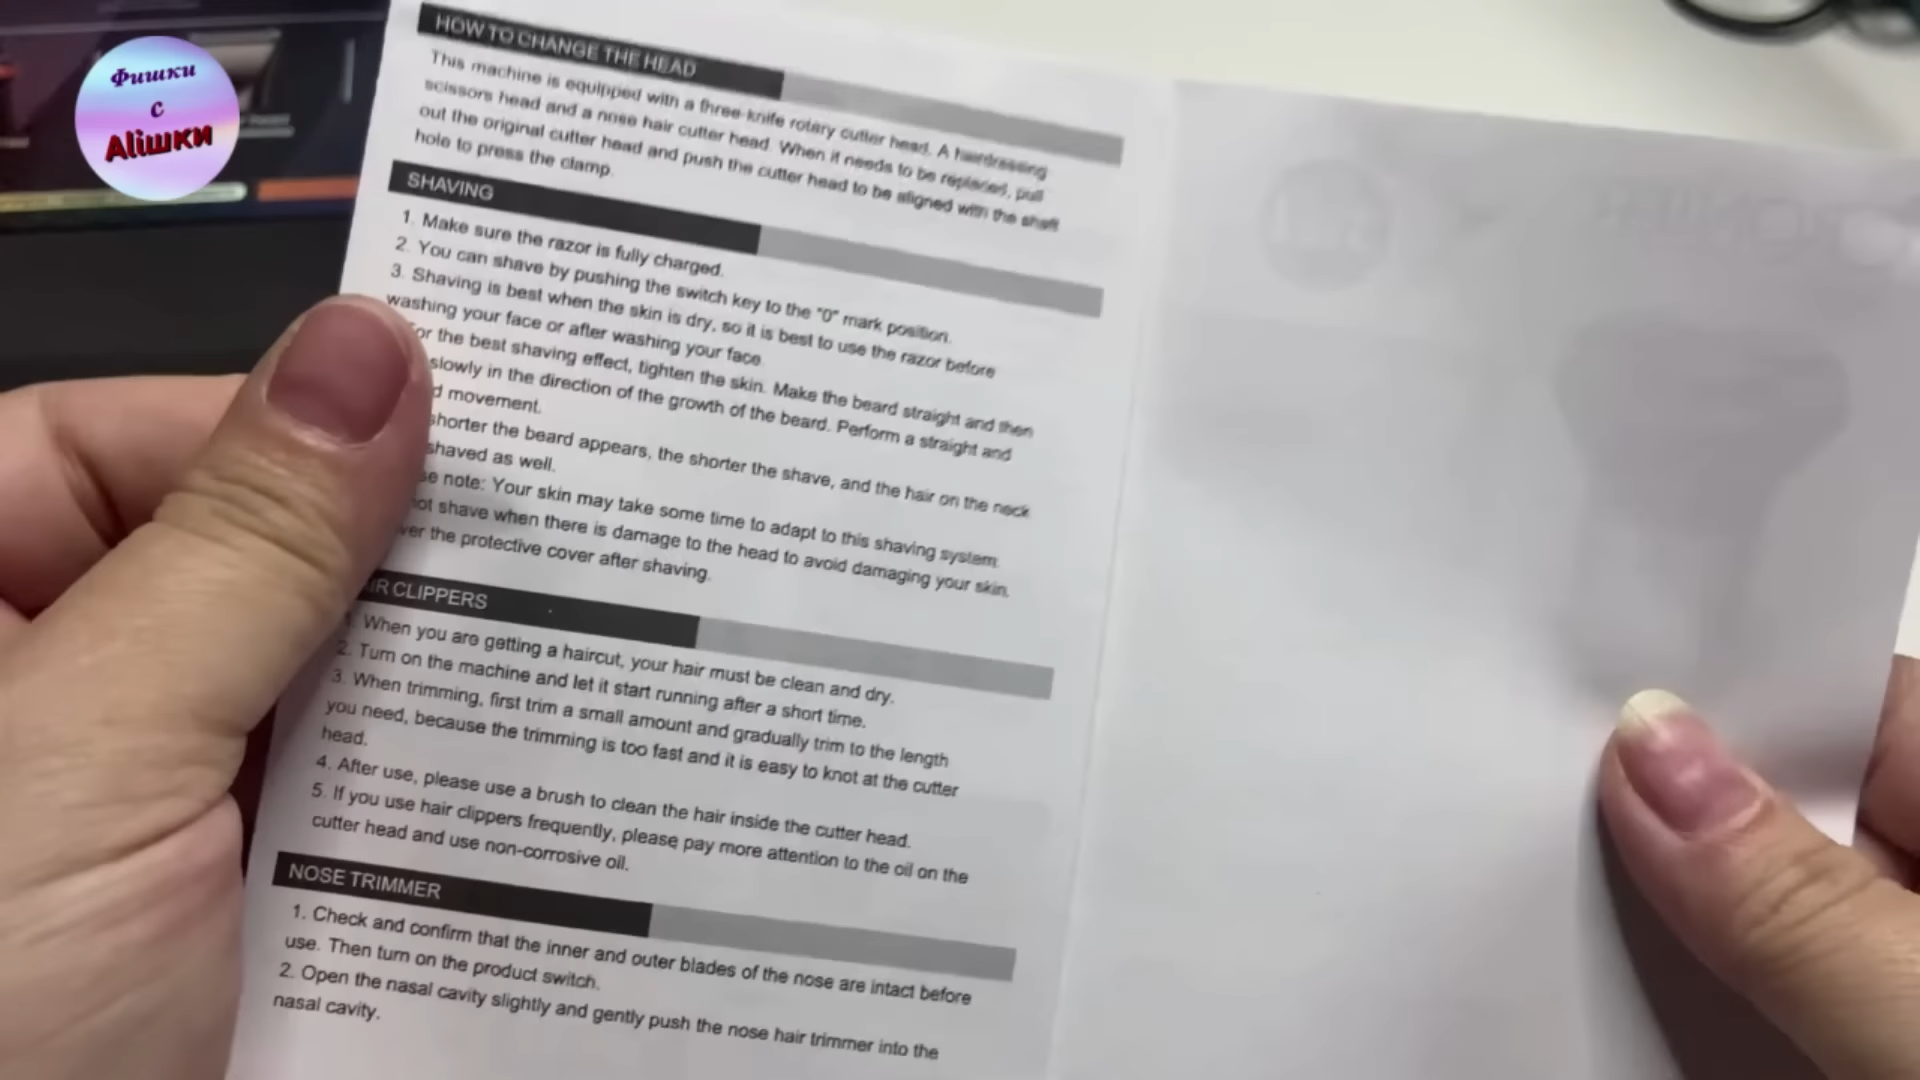 Фишки
с
Aliшки
HOW TO CHANGE THE HEAD
This machine is equipped with a three-knife rotary cutter head. A hairdressing
scissors head and a nose hair cutter head. When it needs to be replaced, pull
out the original cutter head and push the cutter head to be aligned with the shaft
hole to press the clamp.
SHAVING
1. Make sure the razor is fully charged.
2. You can shave by pushing the switch key to the "0" mark position.
3. Shaving is best when the skin is dry, so it is best to use the razor before
washing your face or after washing your face.
or the best shaving effect, tighten the skin. Make the beard straight and then
slowly in the direction of the growth of the beard. Perform a straight and
d movement.
shorter the beard appears, the shorter the shave, and the hair on the neck
shaved as well.
se note: Your skin may take some time to adapt to this shaving system.
not shave when there is damage to the head to avoid damaging your skin.
ver the protective cover after shaving.
IR CLIPPERS
1. When you are getting a haircut, your hair must be clean and dry.
2. Turn on the machine and let it start running after a short time.
3. When trimming, first trim a small amount and gradually trim to the length
you need, because the trimming is too fast and it is easy to knot at the cutter
head.
4. After use, please use a brush to clean the hair inside the cutter head.
5. If you use hair clippers frequently, please pay more attention to the oil on the
cutter head and use non-corrosive oil.
NOSE TRIMMER
1. Check and confirm that the inner and outer blades of the nose are intact before
use. Then turn on the product switch.
2. Open the nasal cavity slightly and gently push the nose hair trimmer into the
nasal cavity.